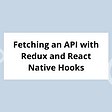 Fetching an API with
Redux and React
Native Hooks